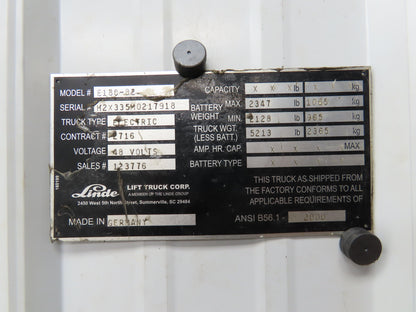 MODEL # E18C-02
SERIAL # H2X335M0217918
TRUCK TYPE ELECTRIC
CONTRACT # 2716
VOLTAGE 48 VOLTS
SALES # 123776
Linde LIFT TRUCK CORP.
A MEMBER OF THE LINDE GROUP
2450 West 5th North Street, Summerville, SC 29484
MADE IN GERMANY
CAPACITY X X X lb X X X kg
BATTERY WEIGHT MAX. 2347 lb 1065 kg
MIN. 2128 lb 965 kg
TRUCK WGT. (LESS BATT.) 5213 lb 2365 kg
AMP. HR. CAP. MAX
BATTERY TYPE
THIS TRUCK AS SHIPPED FROM
THE FACTORY CONFORMS TO ALL
APPLICABLE REQUIREMENTS OF
ANSI B56.1 - 2000